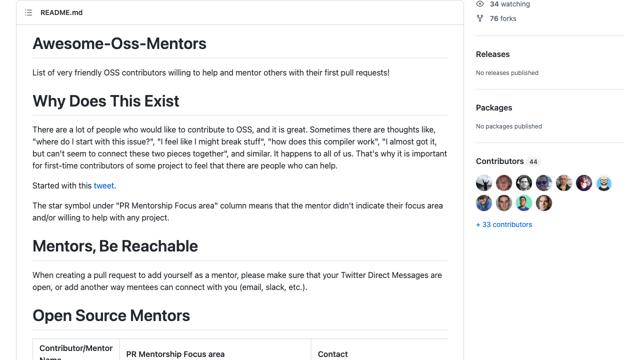 README.md
Awesome-Oss-Mentors
List of very friendly OSS contributors willing to help and mentor others with their first pull requests!
Why Does This Exist
There are a lot of people who would like to contribute to OSS, and it is great. Sometimes there are thoughts like,
"where do I start with this issue?", "I feel like I might break stuff", "how does this compiler work", "I almost got it,
but can't seem to connect these two pieces together", and similar. It happens to all of us. That's why it is important
for first-time contributors of some project to feel that there are people who can help.
Started with this tweet.
The star symbol under "PR Mentorship Focus area" column means that the mentor didn't indicate their focus area
and/or willing to help with any project.
Mentors, Be Reachable
When creating a pull request to add yourself as a mentor, please make sure that your Twitter Direct Messages are
open, or add another way mentees can connect with you (email, slack, etc.).
Open Source Mentors
Contributor/Mentor
Name
PR Mentorship Focus area
Contact
34 watching
76 forks
Releases
No releases published
Packages
No packages published
Contributors 44
+ 33 contributors